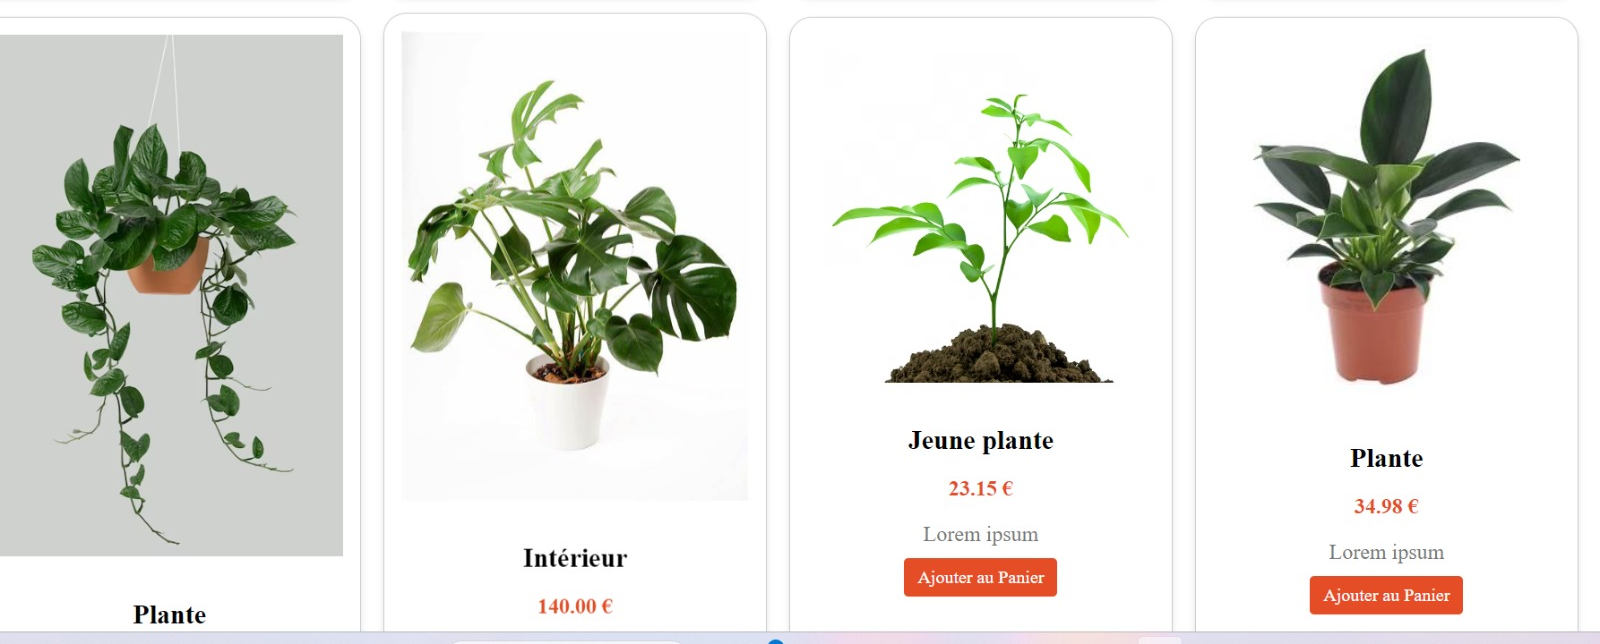 Plante
Intérieur
140.00 €
Jeune plante
23.15 €
Lorem ipsum
Ajouter au Panier
Plante
34.98 €
Lorem ipsum
Ajouter au Panier